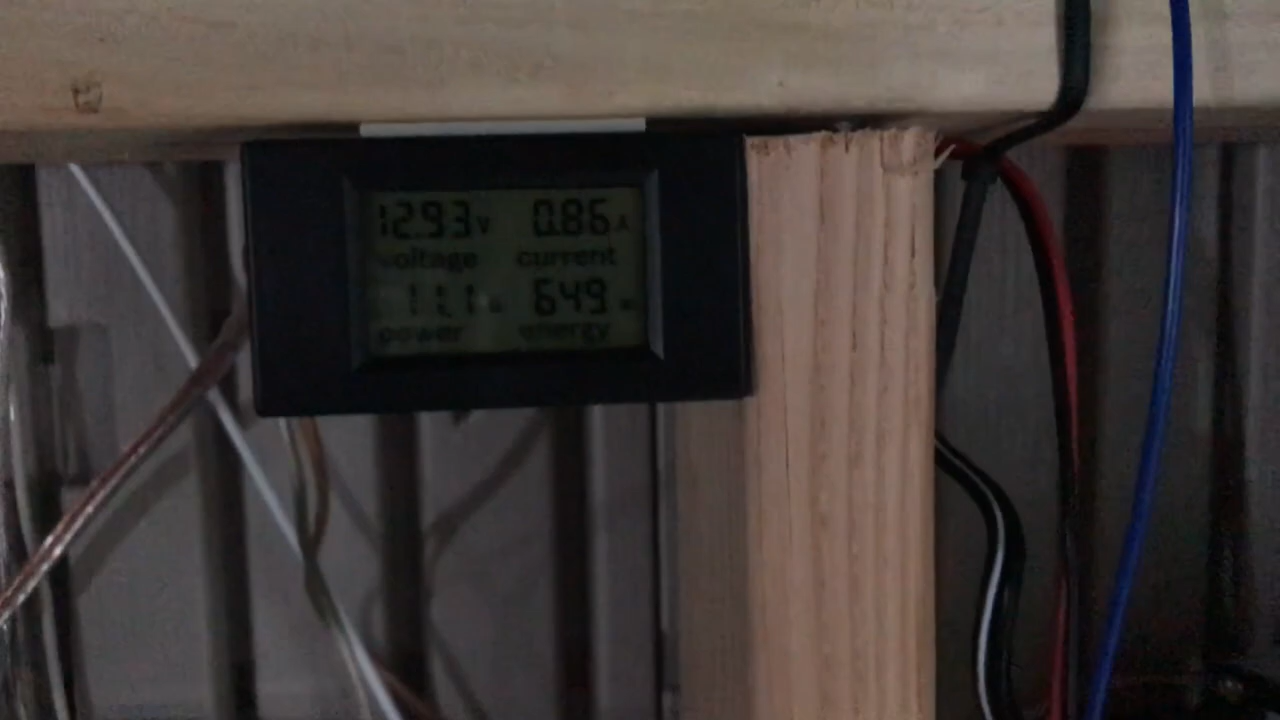 12.93V 0.86A
voltage current
11.1 649
power energy